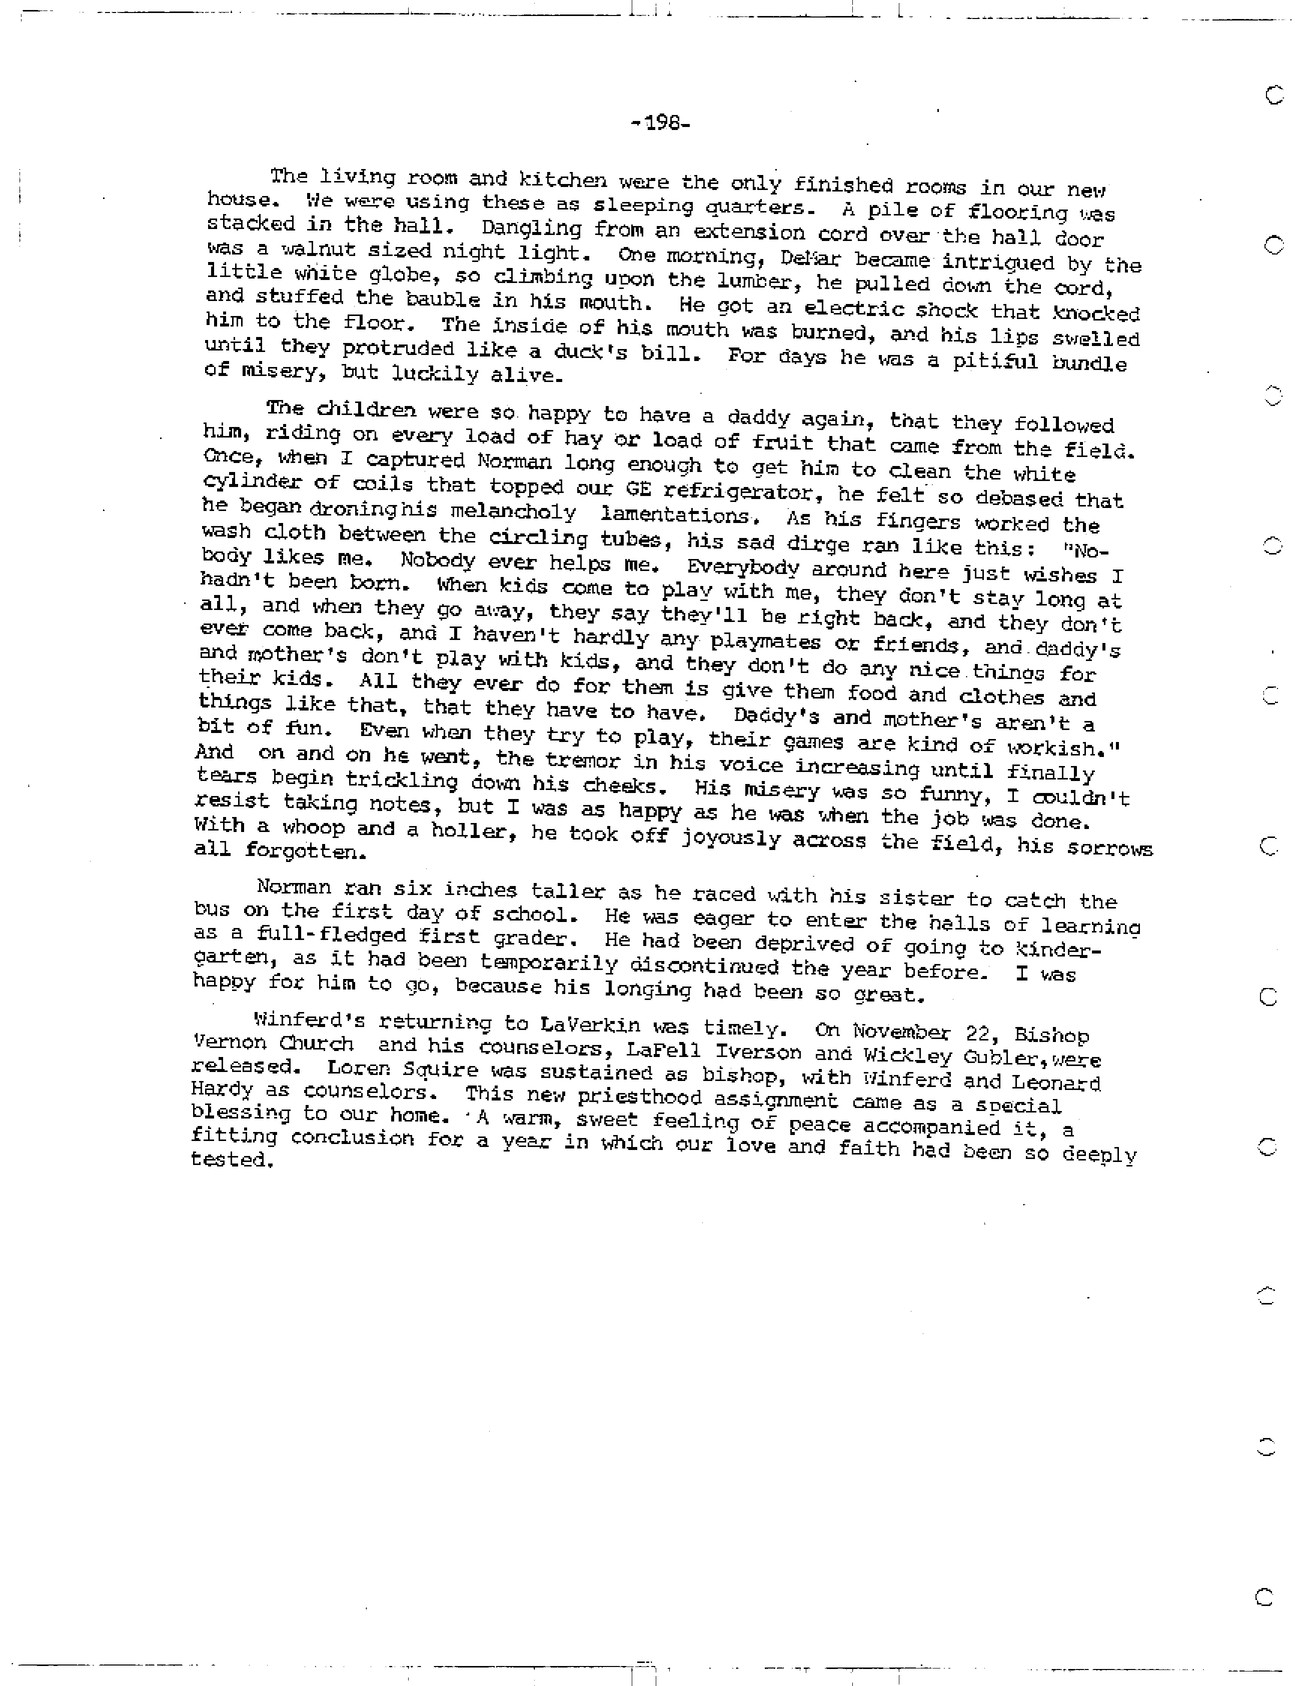 -198-
The living room and kitchen were the only finished rooms in our new
house. We were using these as sleeping quarters. A pile of flooring was
stacked in the hall. Dangling from an extension cord over the hall door
was a walnut sized night light. One morning, DeMar became intrigued by the
little white globe, so climbing upon the lumber, he pulled down the cord,
and stuffed the bauble in his mouth. He got an electric shock that knocked
him to the floor. The inside of his mouth was burned, and his lips swelled
until they protruded like a duck's bill. For days he was a pitiful bundle
of misery, but luckily alive.
The children were so happy to have a daddy again, that they followed
him, riding on every load of hay or load of fruit that came from the field.
Once, when I captured Norman long enough to get him to clean the white
cylinder of coils that topped our GE refrigerator, he felt so debased that
he began droning his melancholy lamentations. As his fingers worked the
wash cloth between the circling tubes, his sad dirge ran like this: "No-
body likes me. Nobody ever helps me. Everybody around here just wishes I
hadn't been born. When kids come to play with me, they don't stay long at
all, and when they go away, they say they'll be right back, and they don't
ever come back, and I haven't hardly any playmates or friends, and daddy's
and mother's don't play with kids, and they don't do any nice things for
their kids. All they ever do for them is give them food and clothes and
things like that, that they have to have. Daddy's and mother's aren't a
bit of fun. Even when they try to play, their games are kind of workish."
And on and on he went, the tremor in his voice increasing until finally
tears begin trickling down his cheeks. His misery was so funny, I couldn't
resist taking notes, but I was as happy as he was when the job was done.
With a whoop and a holler, he took off joyously across the field, his sorrows
all forgotten.
Norman ran six inches taller as he raced with his sister to catch the
bus on the first day of school. He was eager to enter the halls of learning
as a full-fledged first grader. He had been deprived of going to kinder-
garten, as it had been temporarily discontinued the year before. I was
happy for him to go, because his longing had been so great.
Winferd's returning to LaVerkin was timely. On November 22, Bishop
Vernon Church and his counselors, LaFell Iverson and Wickley Gubler, were
released. Loren Squire was sustained as bishop, with Winferd and Leonard
Hardy as counselors. This new priesthood assignment came as a special
blessing to our home. A warm, sweet feeling of peace accompanied it, a
fitting conclusion for a year in which our love and faith had been so deeply
tested.